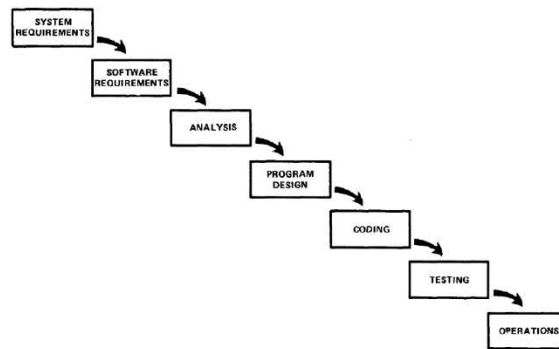 SYSTEM
REQUIREMENTS
SOFTWARE
REQUIREMENTS
ANALYSIS
PROGRAM
DESIGN
CODING
TESTING
OPERATIONS